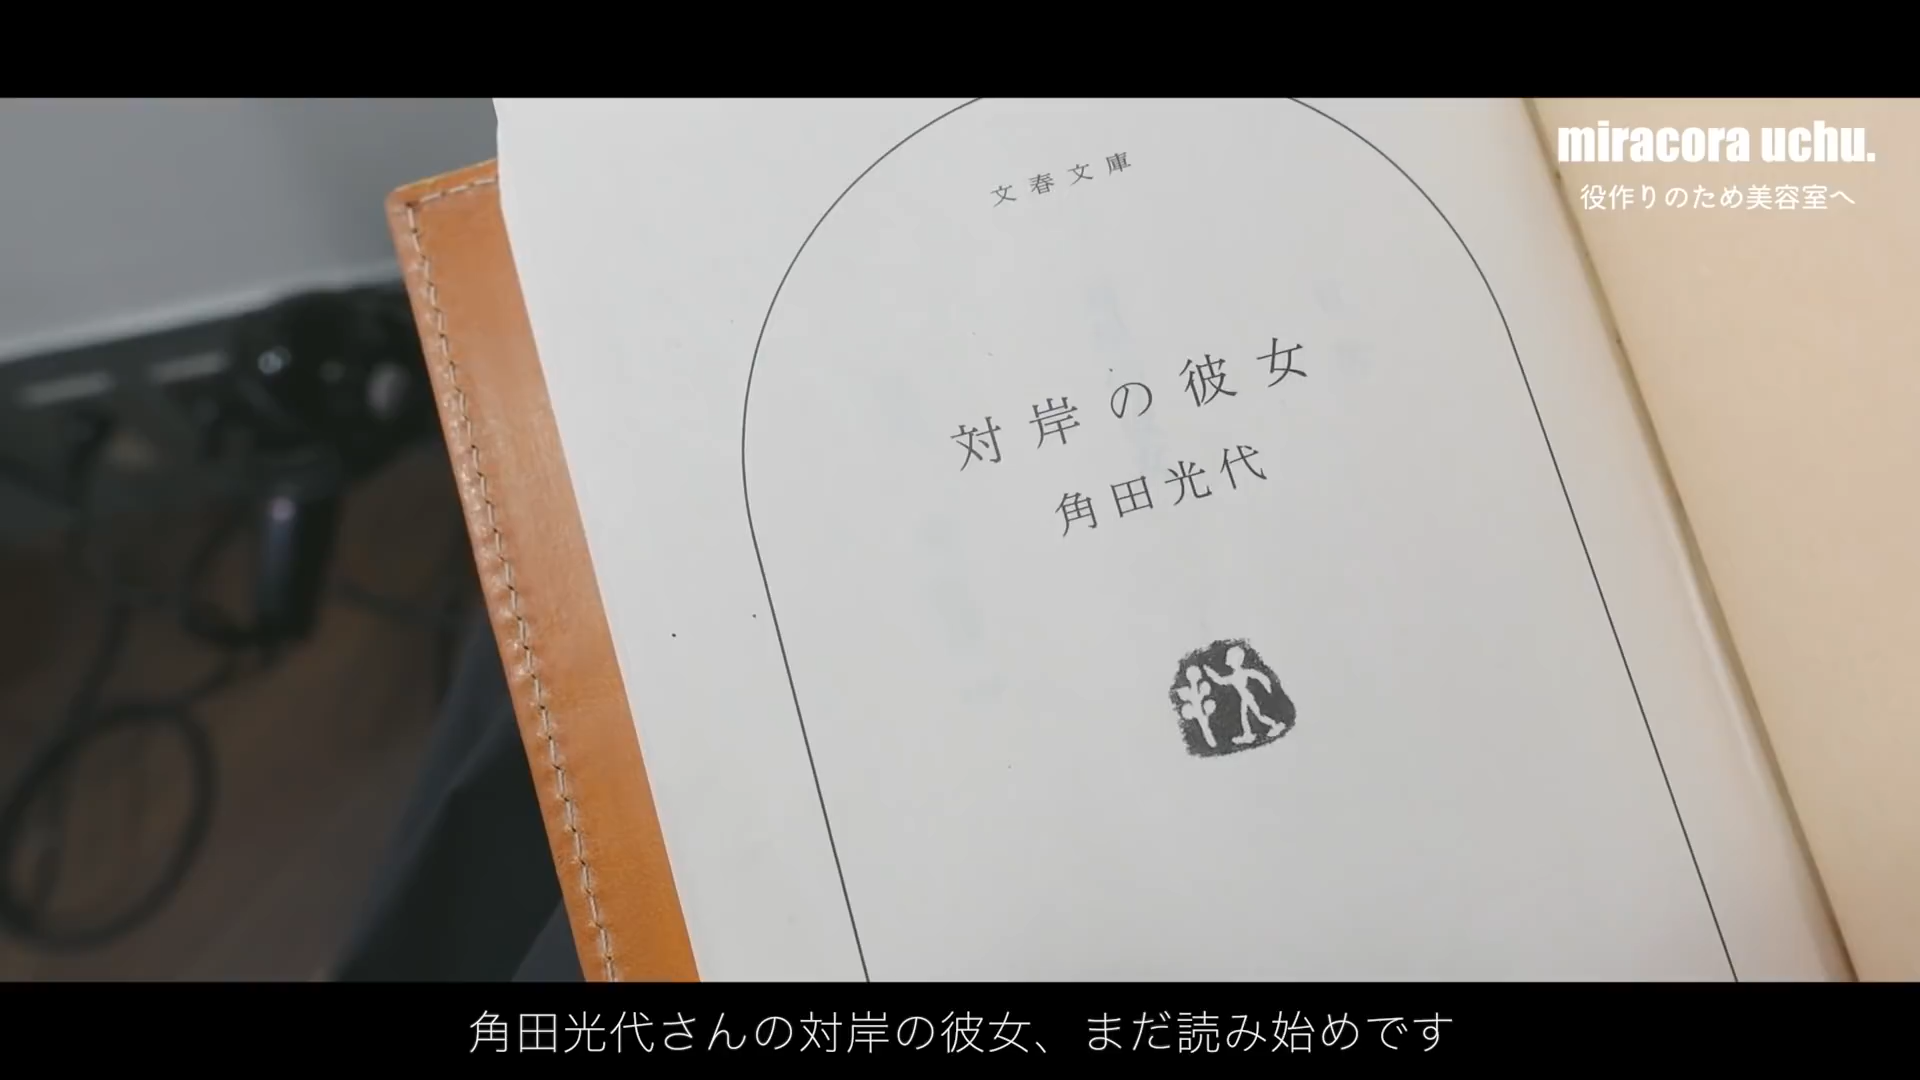 miracora uchu.
役作りのため美容室へ
文春文庫
対岸の彼女
角田光代
角田光代さんの対岸の彼女、まだ読み始めです